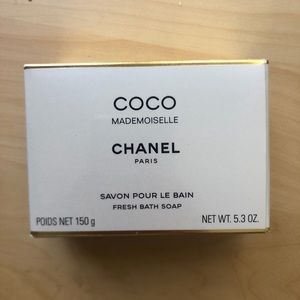 COCO
MADEMOISELLE
CHANEL
PARIS
SAVON POUR LE BAIN
FRESH BATH SOAP
POIDS NET 150 g
NET WT. 5.3 OZ.